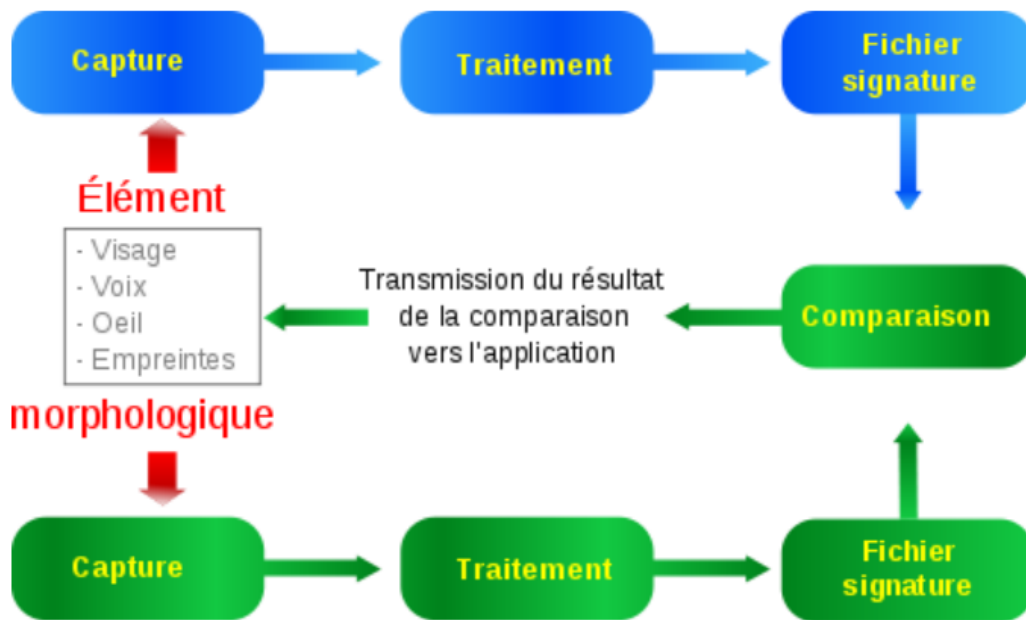 Capture
Traitement
Fichier
signature
Élément
- Visage
- Voix
- Oeil
- Empreintes
morphologique
Transmission du résultat
de la comparaison
vers l'application
Comparaison
Capture
Traitement
Fichier
signature